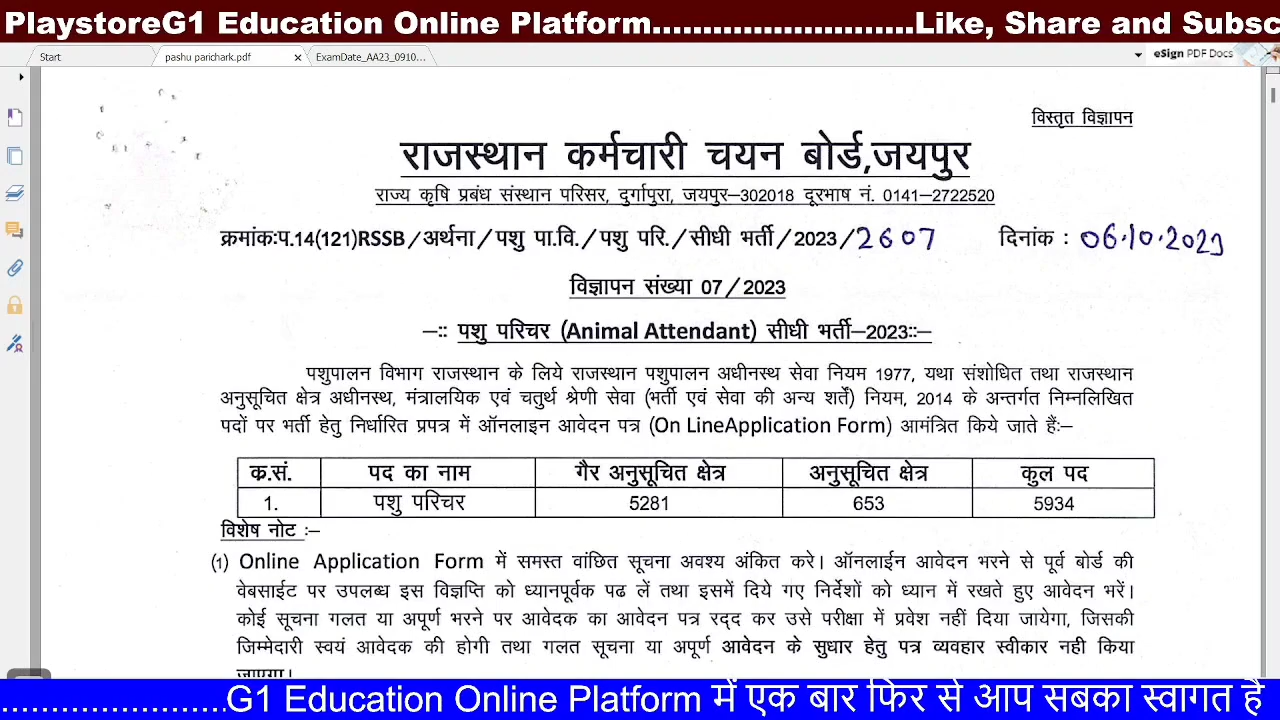 PlaystoreG1 Education Online Platform.........................Like, Share and Subsc
Start
pashu parichark.pdf
ExamDate_AA23_0910...
eSign PDF Docs
विस्तृत विज्ञापन
राजस्थान कर्मचारी चयन बोर्ड,जयपुर
राज्य कृषि प्रबंध संस्थान परिसर, दुर्गापुरा, जयपुर–302018 दूरभाष नं. 0141–2722520
क्रमांकःप.14(121)RSSB/अर्थना/पशु पा.वि./पशु परि./सीधी भर्ती/2023/2607 दिनांक : 06.10.2023
विज्ञापन संख्या 07/2023
–:: पशु परिचर (Animal Attendant) सीधी भर्ती–2023::–
पशुपालन विभाग राजस्थान के लिये राजस्थान पशुपालन अधीनस्थ सेवा नियम 1977, यथा संशोधित तथा राजस्थान
अनुसूचित क्षेत्र अधीनस्थ, मंत्रालयिक एवं चतुर्थ श्रेणी सेवा (भर्ती एवं सेवा की अन्य शर्तें) नियम, 2014 के अन्तर्गत निम्नलिखित
पदों पर भर्ती हेतु निर्धारित प्रपत्र में ऑनलाइन आवेदन पत्र (On LineApplication Form) आमंत्रित किये जाते हैंः–
क्र.सं. पद का नाम गैर अनुसूचित क्षेत्र अनुसूचित क्षेत्र कुल पद
1. पशु परिचर 5281 653 5934
विशेष नोट :–
(1) Online Application Form में समस्त वांछित सूचना अवश्य अंकित करे। ऑनलाईन आवेदन भरने से पूर्व बोर्ड की
वेबसाईट पर उपलब्ध इस विज्ञप्ति को ध्यानपूर्वक पढ लें तथा इसमें दिये गए निर्देशों को ध्यान में रखते हुए आवेदन भरें।
कोई सूचना गलत या अपूर्ण भरने पर आवेदक का आवेदन पत्र रद्द कर उसे परीक्षा में प्रवेश नहीं दिया जायेगा, जिसकी
जिम्मेदारी स्वयं आवेदक की होगी तथा गलत सूचना या अपूर्ण आवेदन के सुधार हेतु पत्र व्यवहार स्वीकार नही किया
जाएगा।
.......................G1 Education Online Platform में एक बार फिर से आप सबका स्वागत है